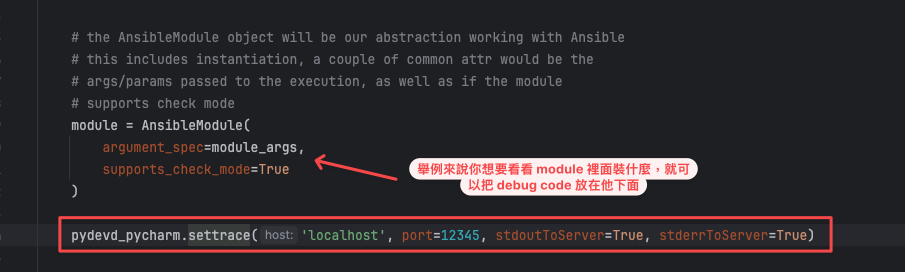 # the AnsibleModule object will be our abstraction working with Ansible
# this includes instantiation, a couple of common attr would be the
# args/params passed to the execution, as well as if the module
# supports check mode
module = AnsibleModule(
argument_spec=module_args,
supports_check_mode=True
)
舉例來說你想要看看 module 裡面裝什麼，就可
以把 debug code 放在他下面
pydevd_pycharm.settrace( host: 'localhost', port=12345, stdoutToServer=True, stderrToServer=True)